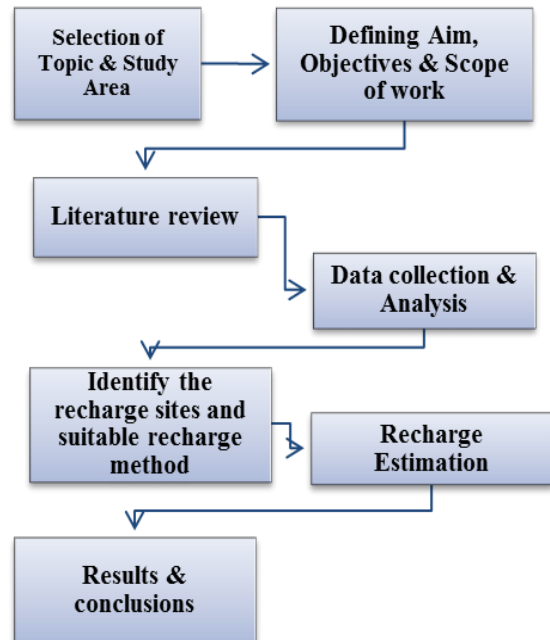 Selection of
Topic & Study
Area
Defining Aim,
Objectives & Scope
of work
Literature review
Data collection &
Analysis
Identify the
recharge sites and
suitable recharge
method
Recharge
Estimation
Results &
conclusions